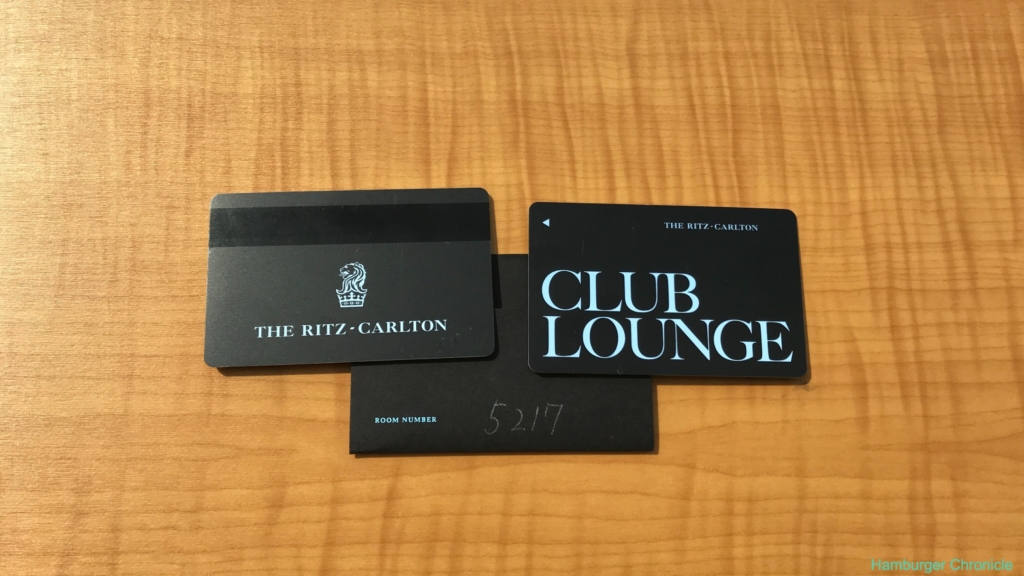 THE RITZ-CARLTON
THE RITZ-CARLTON
CLUB
LOUNGE
ROOM NUMBER 5217
Hamburger Chronicle